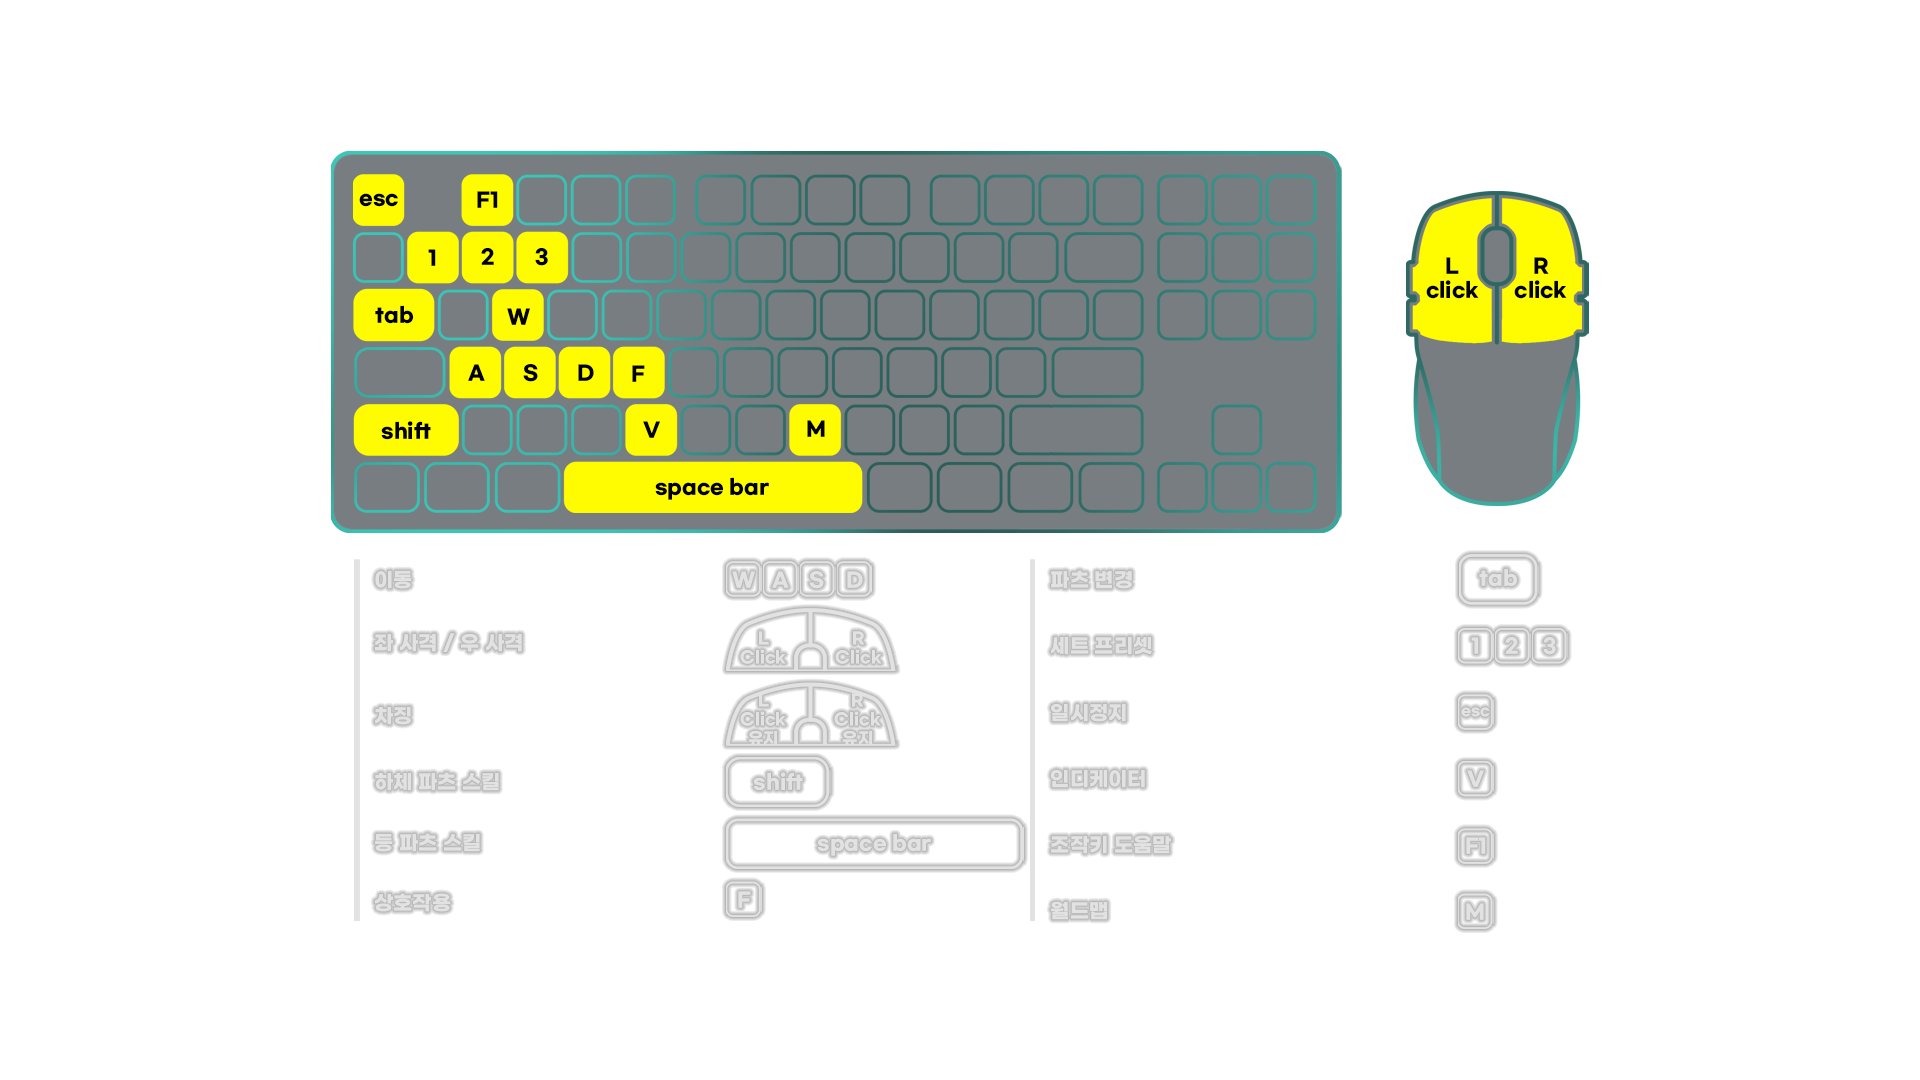 esc F1
1 2 3
tab W
A S D F
shift V M
space bar
L
click
R
click
이동 W A S D
좌 사격 / 우 사격 L Click R Click
차징 L Click 유지 R Click 유지
하체 파츠 스킬 shift
등 파츠 스킬 space bar
상호작용 F
파츠 변경 tab
세트 프리셋 1 2 3
일시정지 esc
인디케이터 V
조작키 도움말 F1
월드맵 M